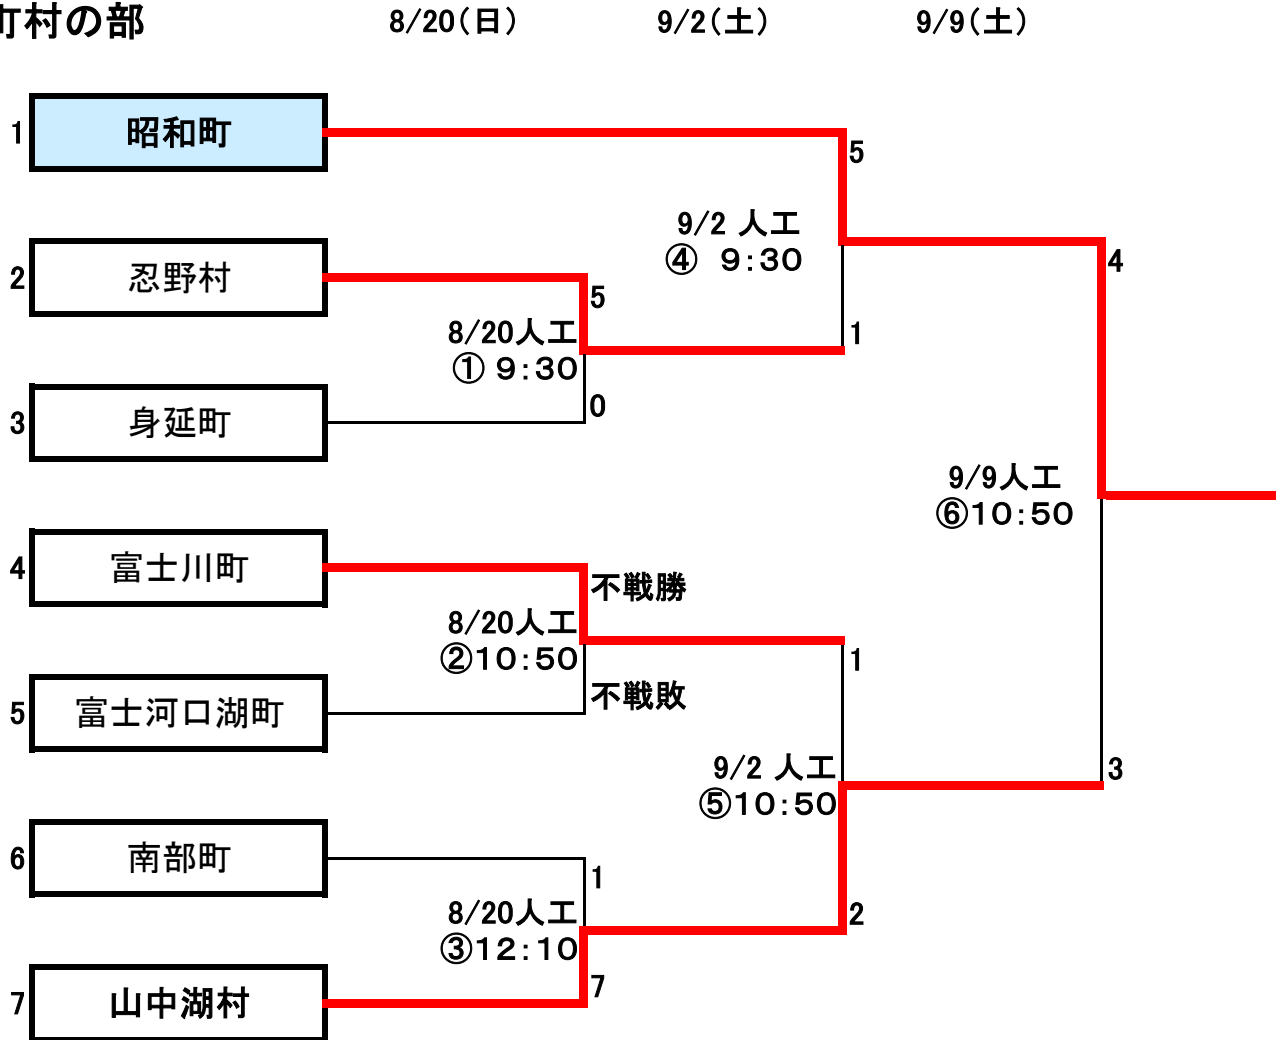 町村の部
8/20(日)
9/2(土)
9/9(土)
1
昭和町
5
9/2 人工
④ 9:30
4
2
忍野村
5
8/20人工
① 9:30
1
3
身延町
0
9/9人工
⑥10:50
4
富士川町
不戦勝
8/20人工
②10:50
1
5
富士河口湖町
不戦敗
9/2 人工
⑤10:50
3
6
南部町
1
8/20人工
③12:10
2
7
山中湖村
7